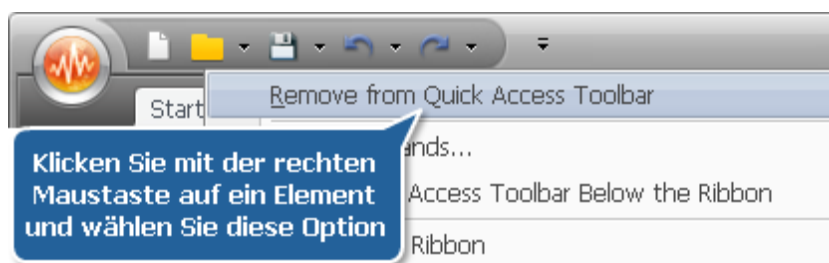 Start
Remove from Quick Access Toolbar
ands...
Access Toolbar Below the Ribbon
Ribbon
Klicken Sie mit der rechten
Maustaste auf ein Element
und wählen Sie diese Option